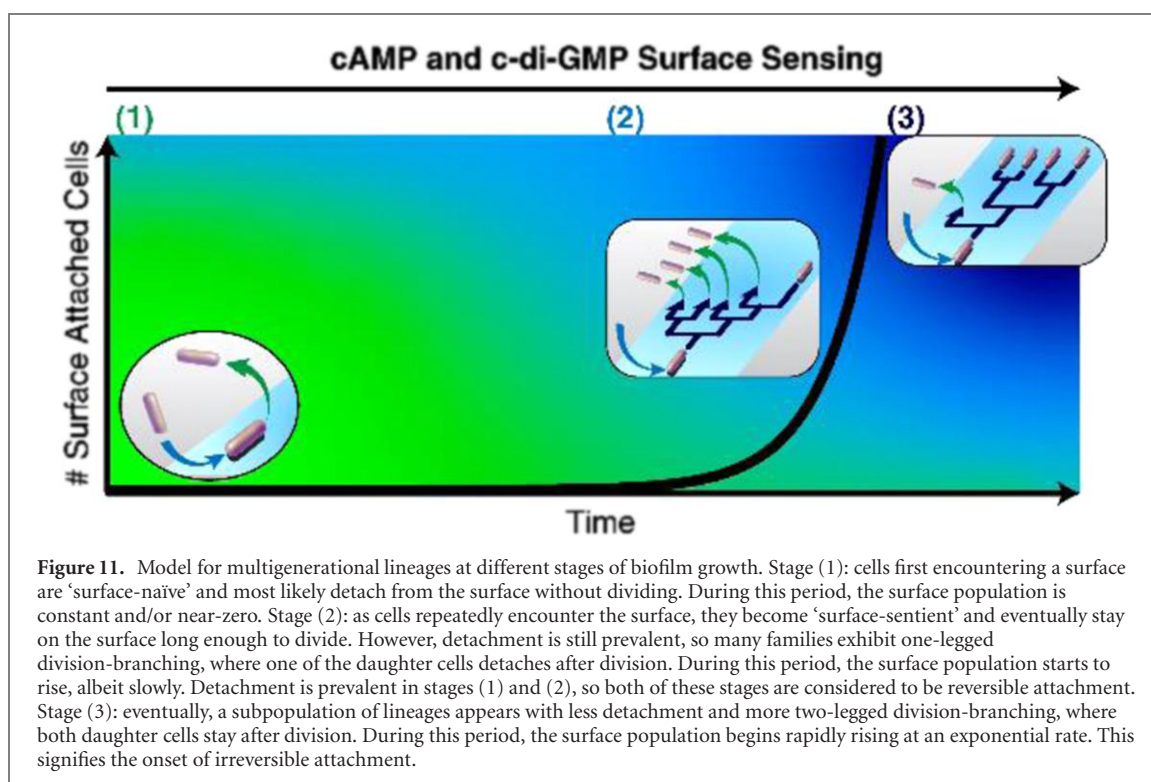 cAMP and c-di-GMP Surface Sensing
(1) (2) (3)
# Surface Attached Cells
Time
Figure 11. Model for multigenerational lineages at different stages of biofilm growth. Stage (1): cells first encountering a surface
are ‘surface-naïve’ and most likely detach from the surface without dividing. During this period, the surface population is
constant and/or near-zero. Stage (2): as cells repeatedly encounter the surface, they become ‘surface-sentient’ and eventually stay
on the surface long enough to divide. However, detachment is still prevalent, so many families exhibit one-legged
division-branching, where one of the daughter cells detaches after division. During this period, the surface population starts to
rise, albeit slowly. Detachment is prevalent in stages (1) and (2), so both of these stages are considered to be reversible attachment.
Stage (3): eventually, a subpopulation of lineages appears with less detachment and more two-legged division-branching, where
both daughter cells stay after division. During this period, the surface population begins rapidly rising at an exponential rate. This
signifies the onset of irreversible attachment.